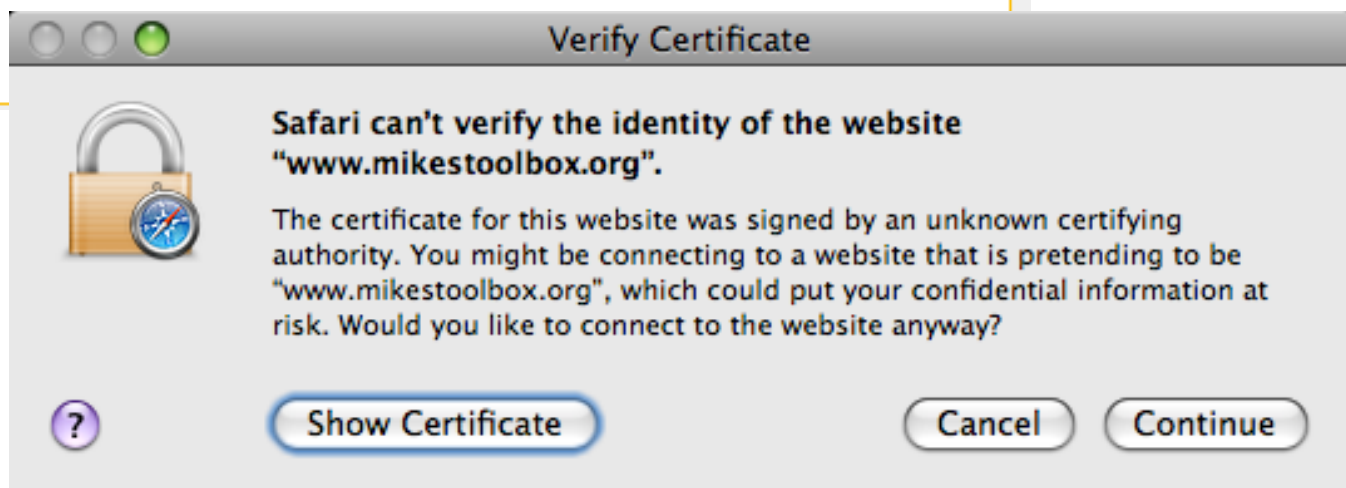 Verify Certificate
Safari can't verify the identity of the website
“www.mikestoolbox.org”.
The certificate for this website was signed by an unknown certifying
authority. You might be connecting to a website that is pretending to be
“www.mikestoolbox.org”, which could put your confidential information at
risk. Would you like to connect to the website anyway?
? Show Certificate Cancel Continue